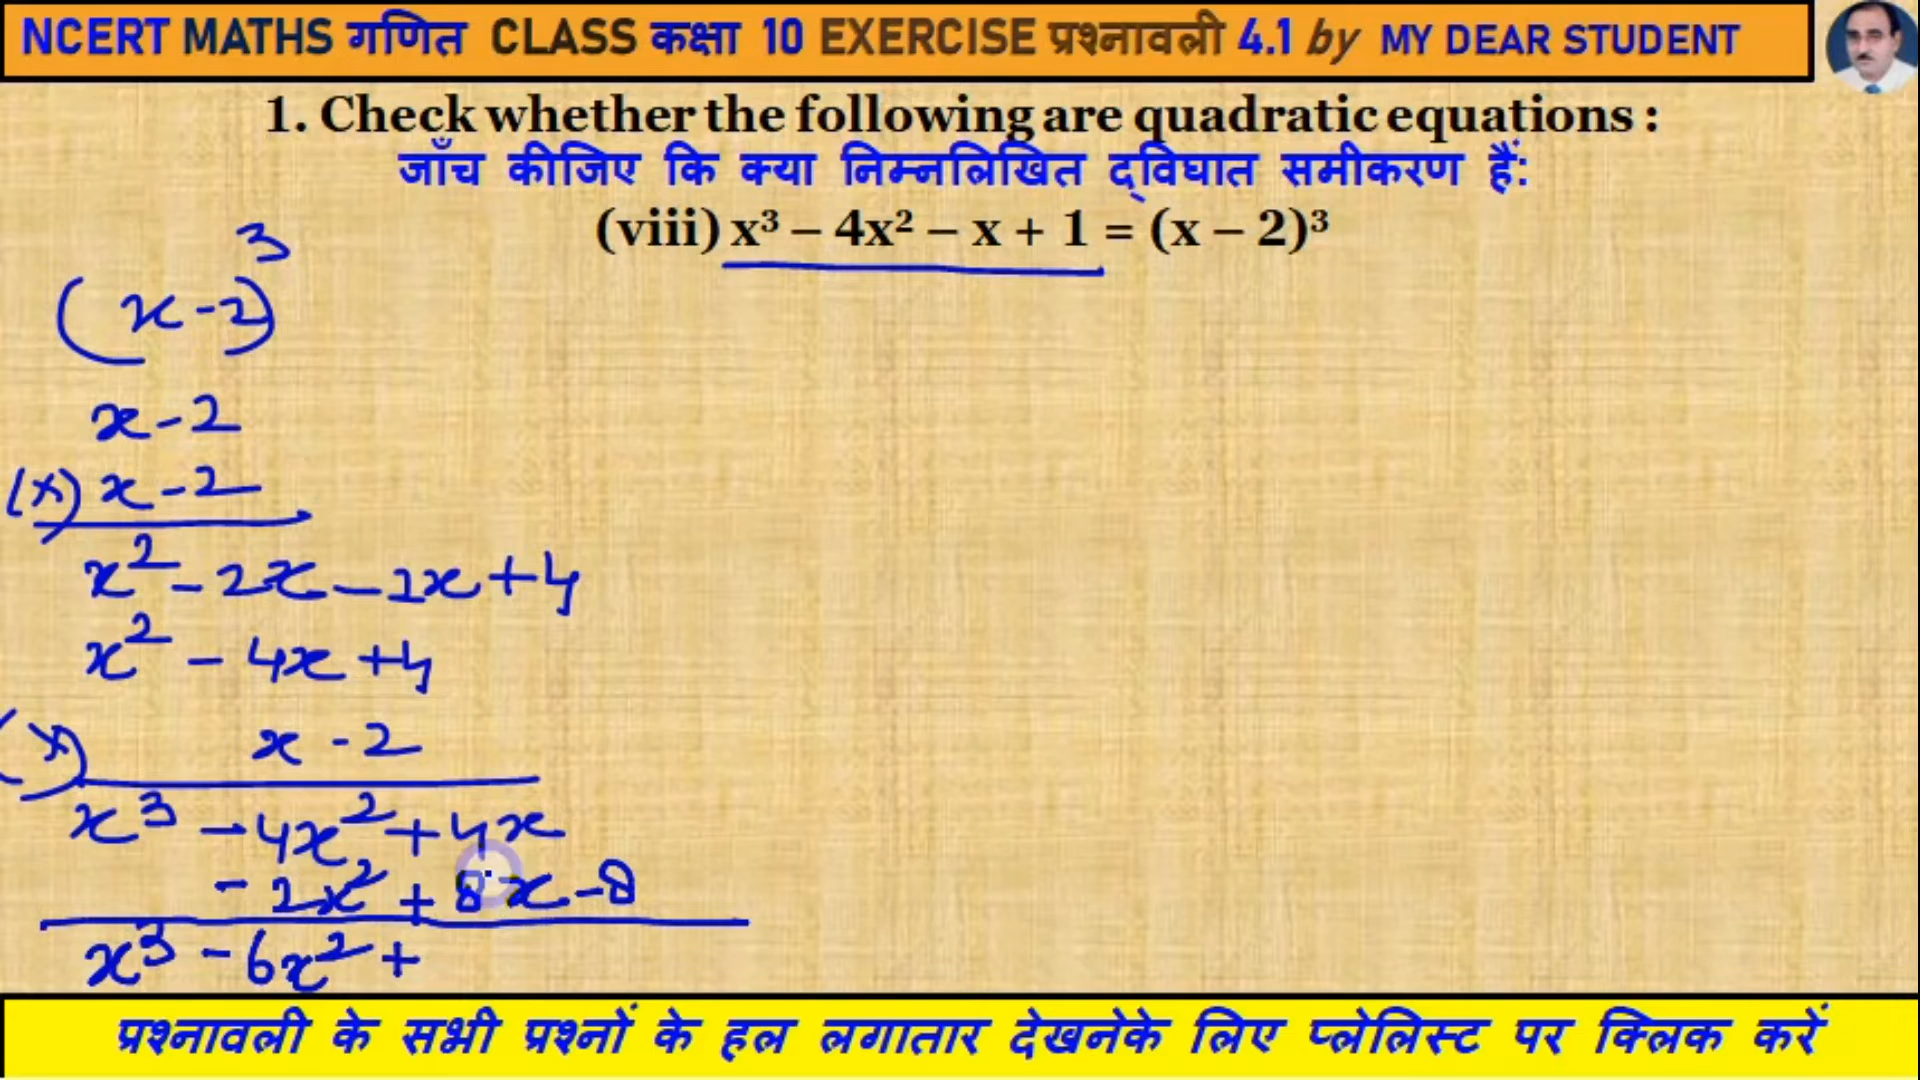 NCERT MATHS गणित CLASS कक्षा 10 EXERCISE प्रश्नावली 4.1 by MY DEAR STUDENT
1. Check whether the following are quadratic equations :
जाँच कीजिए कि क्या निम्नलिखित द्विघात समीकरण हैं:
(viii) x³ – 4x² – x + 1 = (x – 2)³
(x-2)³
x-2
(x) x-2
x² - 2x - 2x + 4
x² - 4x + 4
(x) x - 2
x³ - 4x² + 4x
- 2x² + 8x - 8
x³ - 6x² +
प्रश्नावली के सभी प्रश्नों के हल लगातार देखनेके लिए प्लेलिस्ट पर क्लिक करें